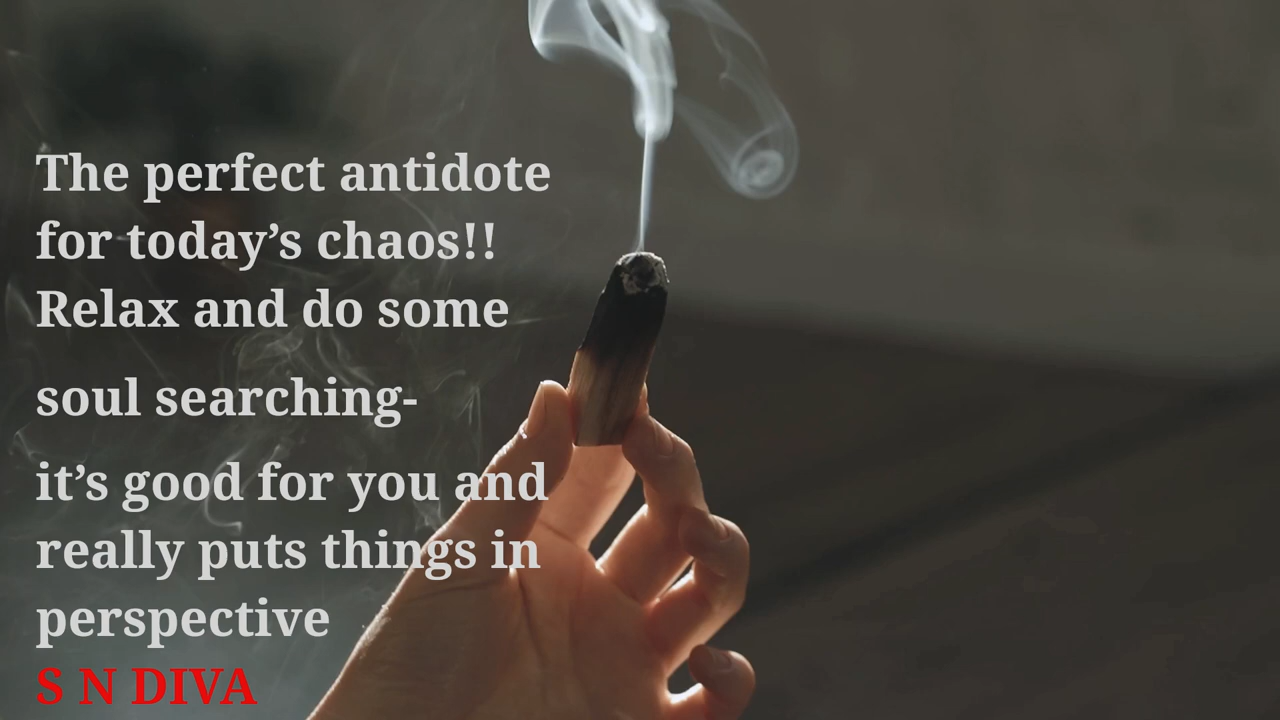 The perfect antidote
for today’s chaos!!
Relax and do some
soul searching-
it’s good for you and
really puts things in
perspective
S N DIVA